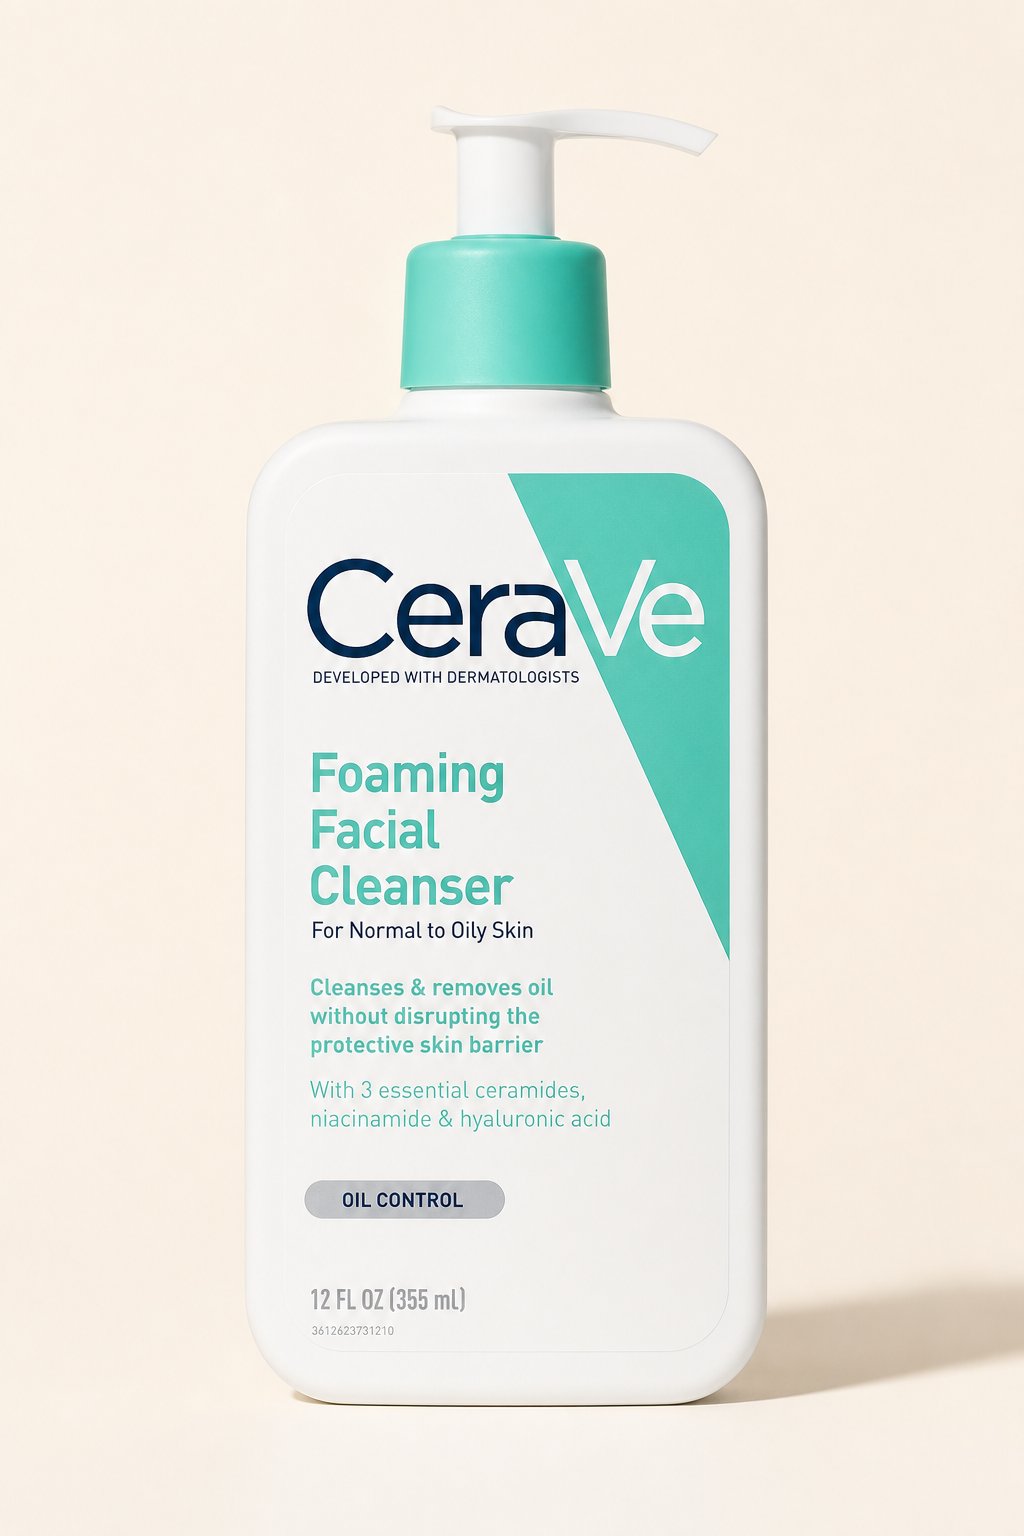 CeraVe
DEVELOPED WITH DERMATOLOGISTS
Foaming
Facial
Cleanser
For Normal to Oily Skin
Cleanses & removes oil
without disrupting the
protective skin barrier
With 3 essential ceramides,
niacinamide & hyaluronic acid
OIL CONTROL
12 FL OZ (355 ml)
3612623731210